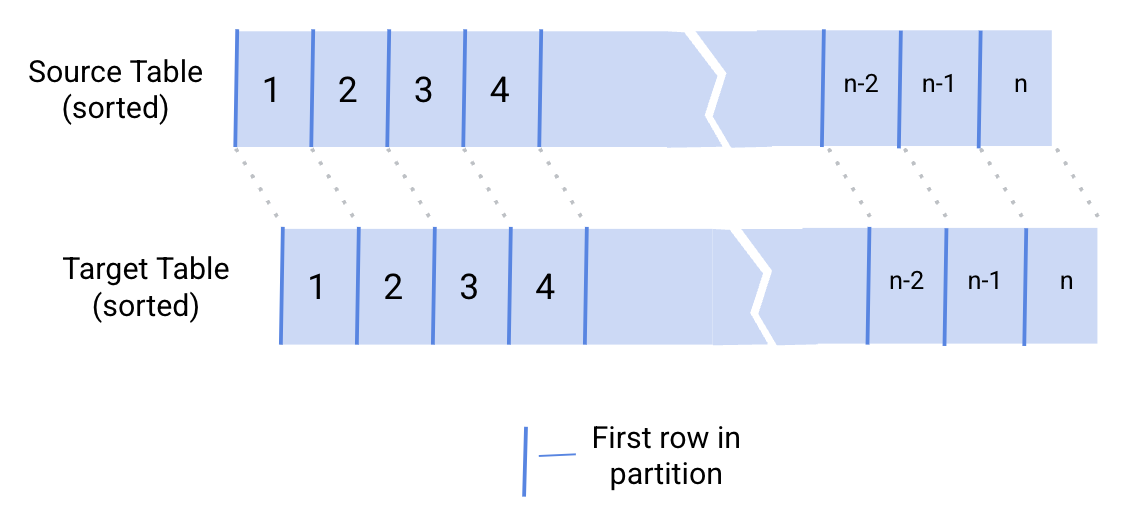 Source Table
(sorted)
1 2 3 4 n-2 n-1 n
Target Table
(sorted)
1 2 3 4 n-2 n-1 n
First row in
partition